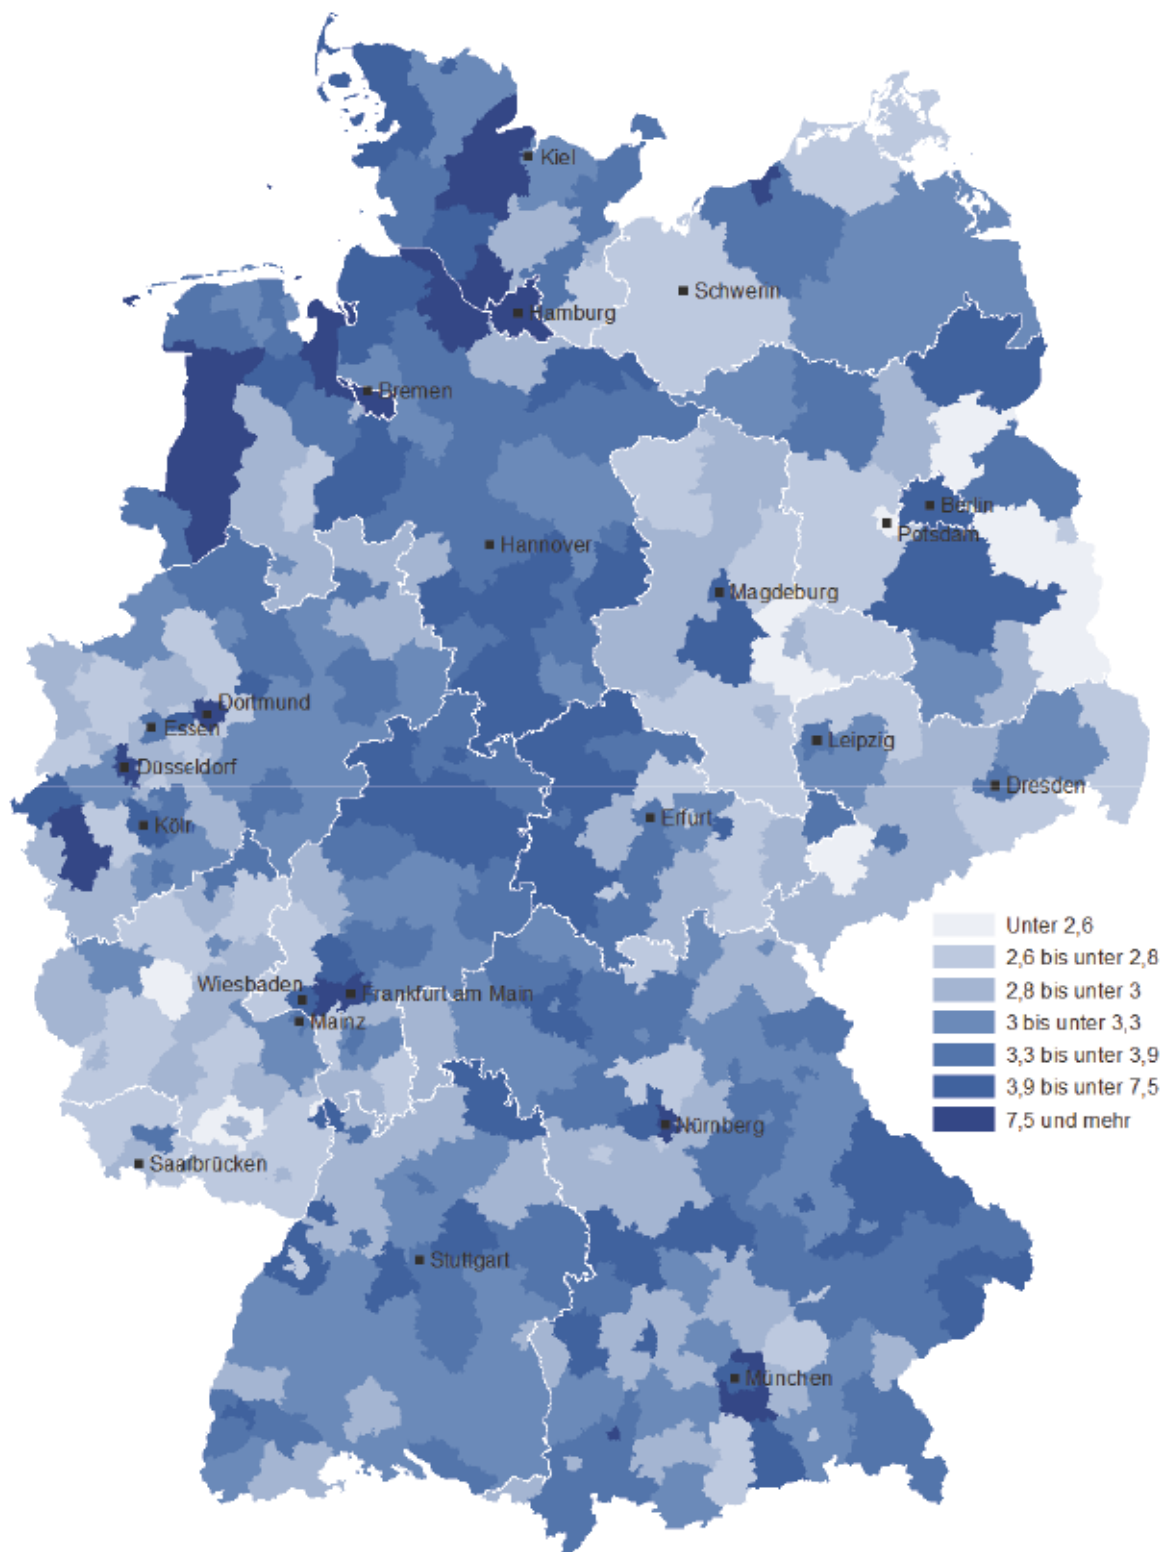 Kiel
Schwerin
Hamburg
Bremen
Berlin
Potsdam
Hannover
Magdeburg
Dortmund
Essen
Leipzig
Düsseldorf
Dresden
Köln
Erfurt
Wiesbaden
Frankfurt am Main
Mainz
Nürnberg
Saarbrücken
Stuttgart
München
Unter 2,6
2,6 bis unter 2,8
2,8 bis unter 3
3 bis unter 3,3
3,3 bis unter 3,9
3,9 bis unter 7,5
7,5 und mehr